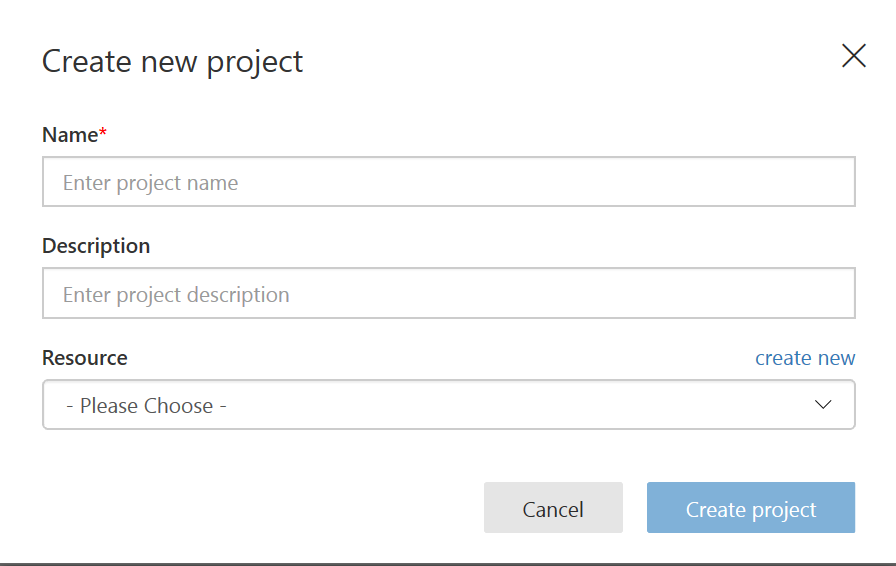 Create new project
Name*
Enter project name
Description
Enter project description
Resource create new
- Please Choose -
Cancel Create project